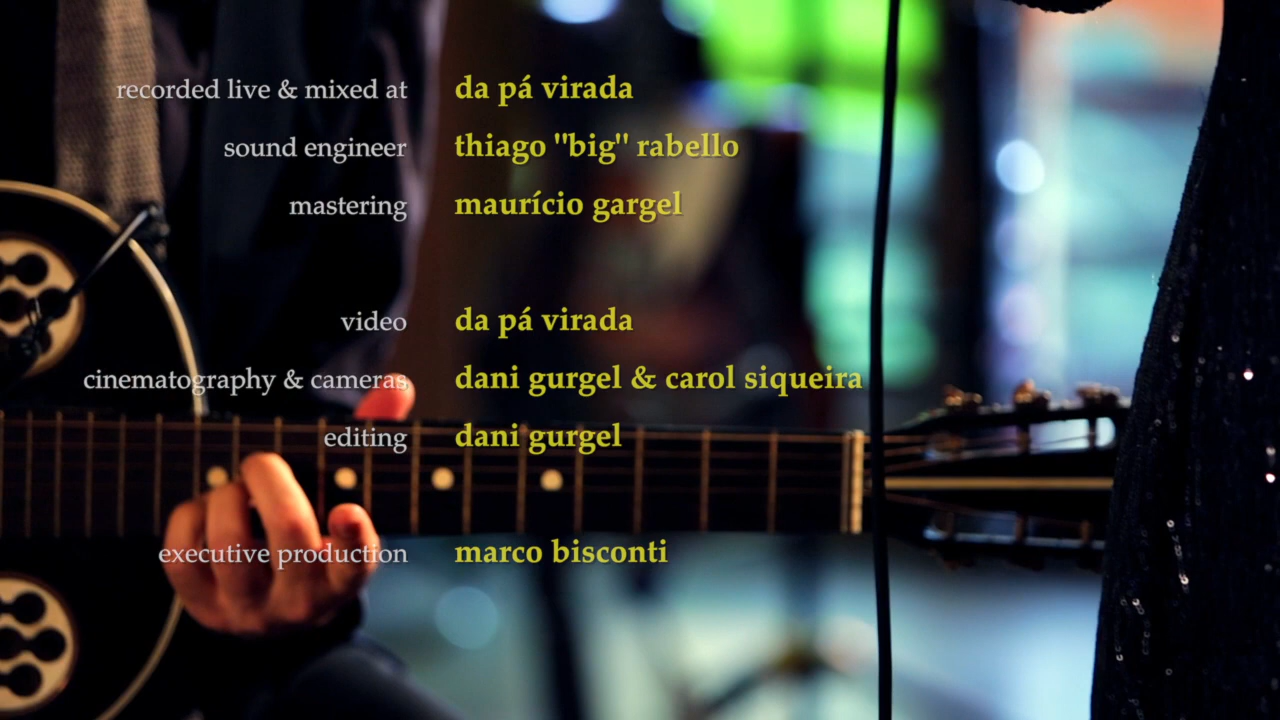 recorded live & mixed at da pá virada
sound engineer thiago "big" rabello
mastering maurício gargel
video da pá virada
cinematography & cameras dani gurgel & carol siqueira
editing dani gurgel
executive production marco bisconti